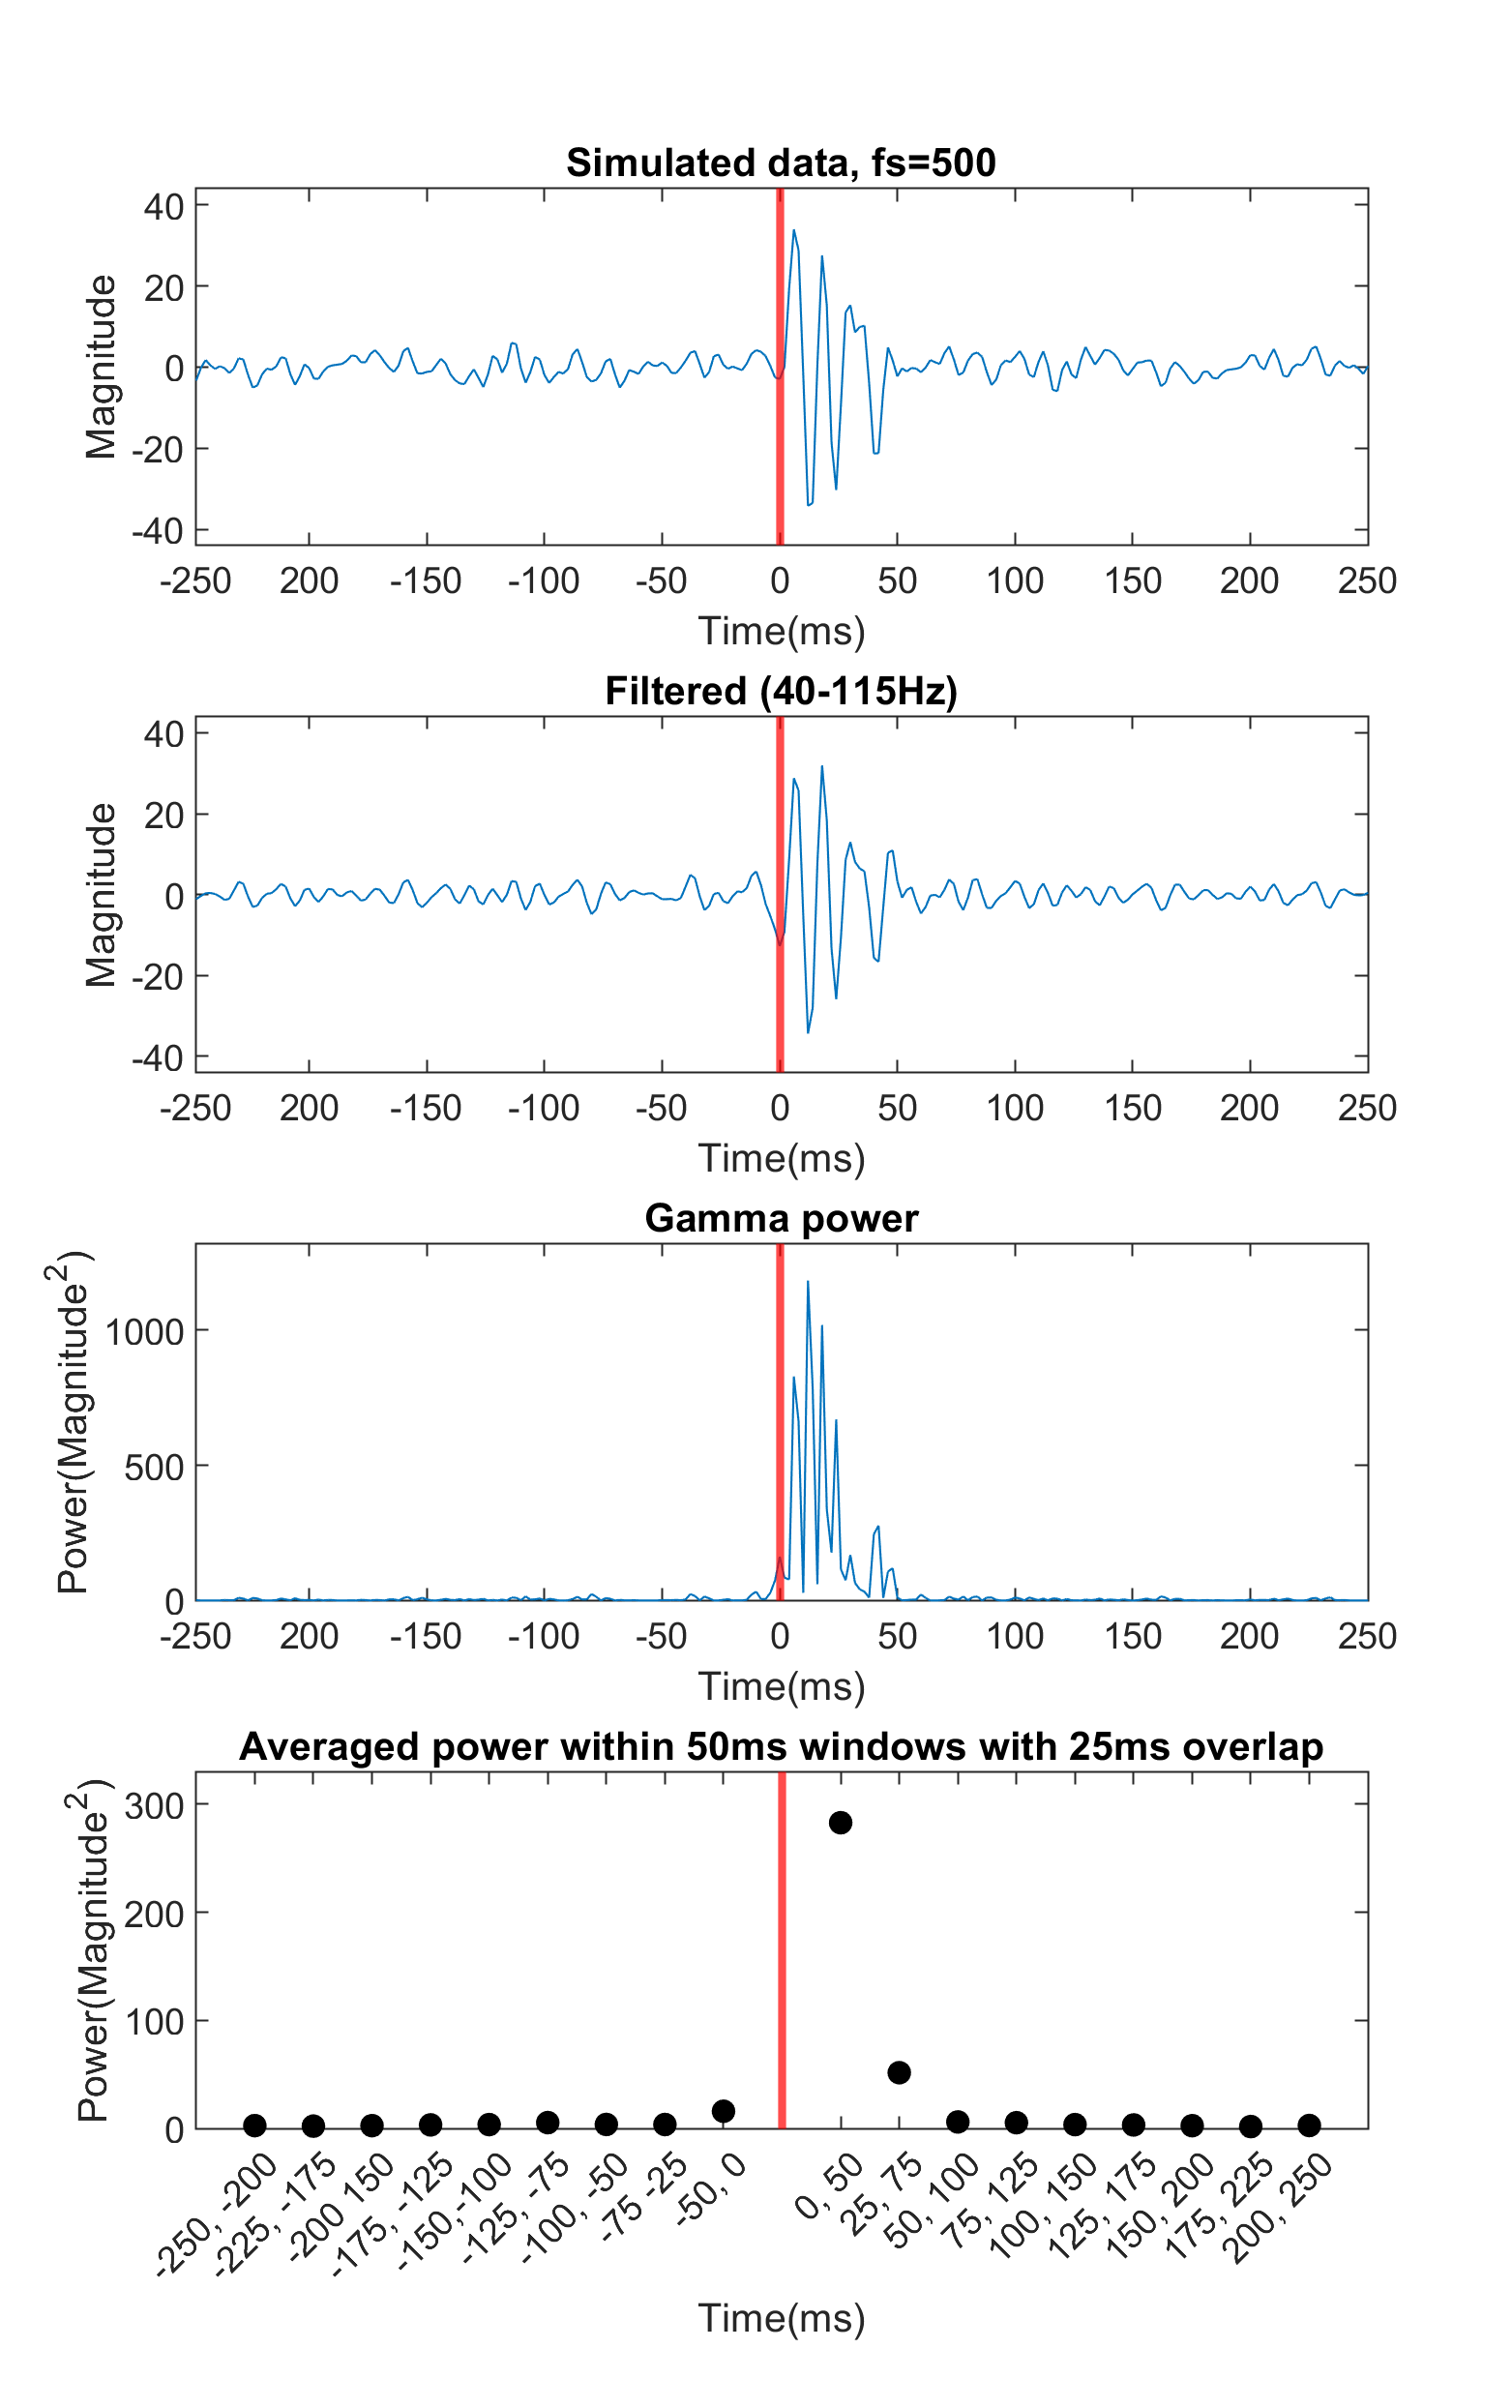 Simulated data, fs=500
Magnitude
40
20
0
-20
-40
-250 200 -150 -100 -50 0 50 100 150 200 250
Time(ms)
Filtered (40-115Hz)
Magnitude
40
20
0
-20
-40
-250 200 -150 -100 -50 0 50 100 150 200 250
Time(ms)
Gamma power
Power(Magnitude²)
1000
500
0
-250 200 -150 -100 -50 0 50 100 150 200 250
Time(ms)
Averaged power within 50ms windows with 25ms overlap
Power(Magnitude²)
300
200
100
0
-250, -200
-225, -175
-200 150
-175, -125
-150, -100
-125, -75
-100, -50
-75 -25
-50, 0
0, 50
25, 75
50, 100
75, 125
100, 150
125, 175
150, 200
175, 225
200, 250
Time(ms)